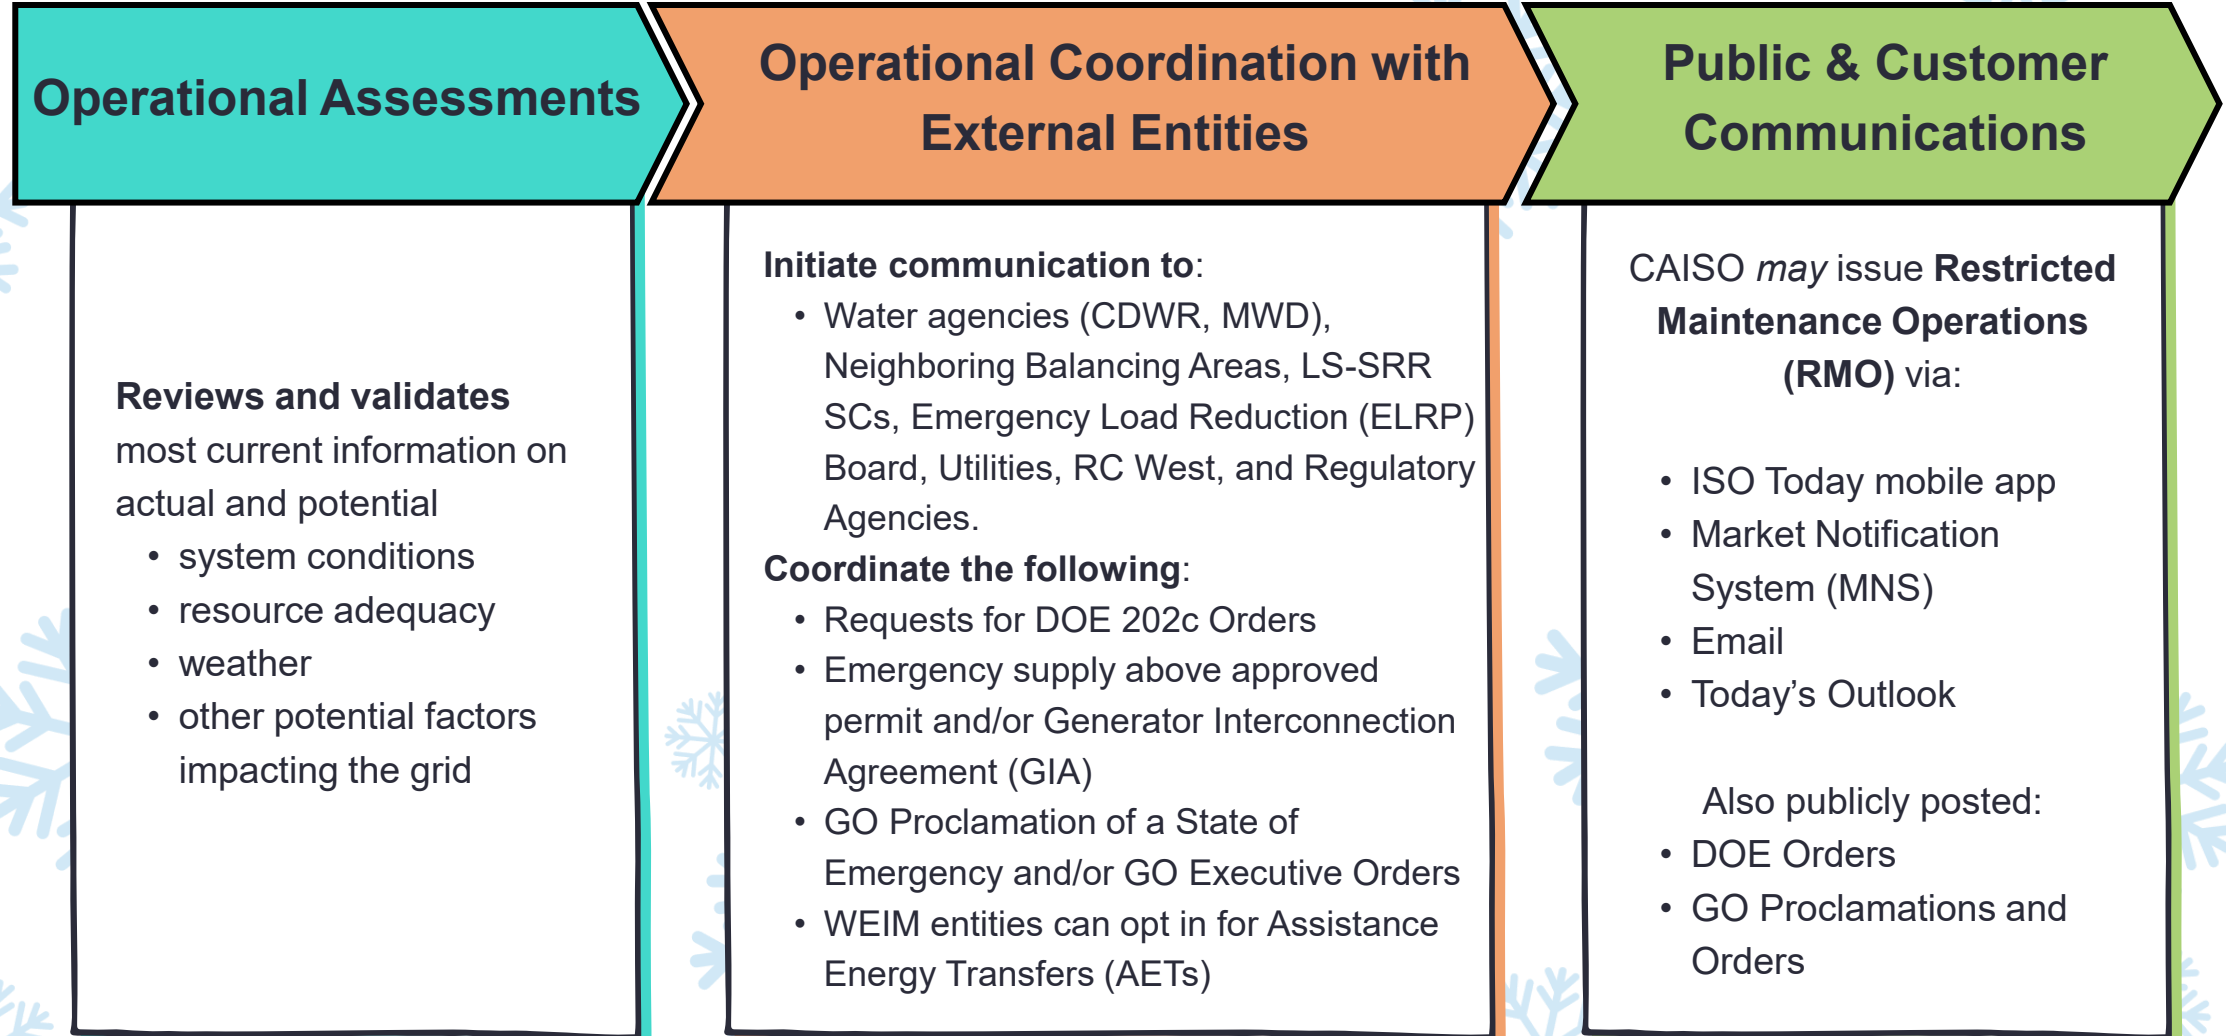 Operational Assessments
Reviews and validates
most current information on
actual and potential
• system conditions
• resource adequacy
• weather
• other potential factors
impacting the grid
Operational Coordination with
External Entities
Initiate communication to:
• Water agencies (CDWR, MWD),
Neighboring Balancing Areas, LS-SRR
SCs, Emergency Load Reduction (ELRP)
Board, Utilities, RC West, and Regulatory
Agencies.
Coordinate the following:
• Requests for DOE 202c Orders
• Emergency supply above approved
permit and/or Generator Interconnection
Agreement (GIA)
• GO Proclamation of a State of
Emergency and/or GO Executive Orders
• WEIM entities can opt in for Assistance
Energy Transfers (AETs)
Public & Customer
Communications
CAISO may issue Restricted
Maintenance Operations
(RMO) via:
• ISO Today mobile app
• Market Notification
System (MNS)
• Email
• Today’s Outlook
Also publicly posted:
• DOE Orders
• GO Proclamations and
Orders